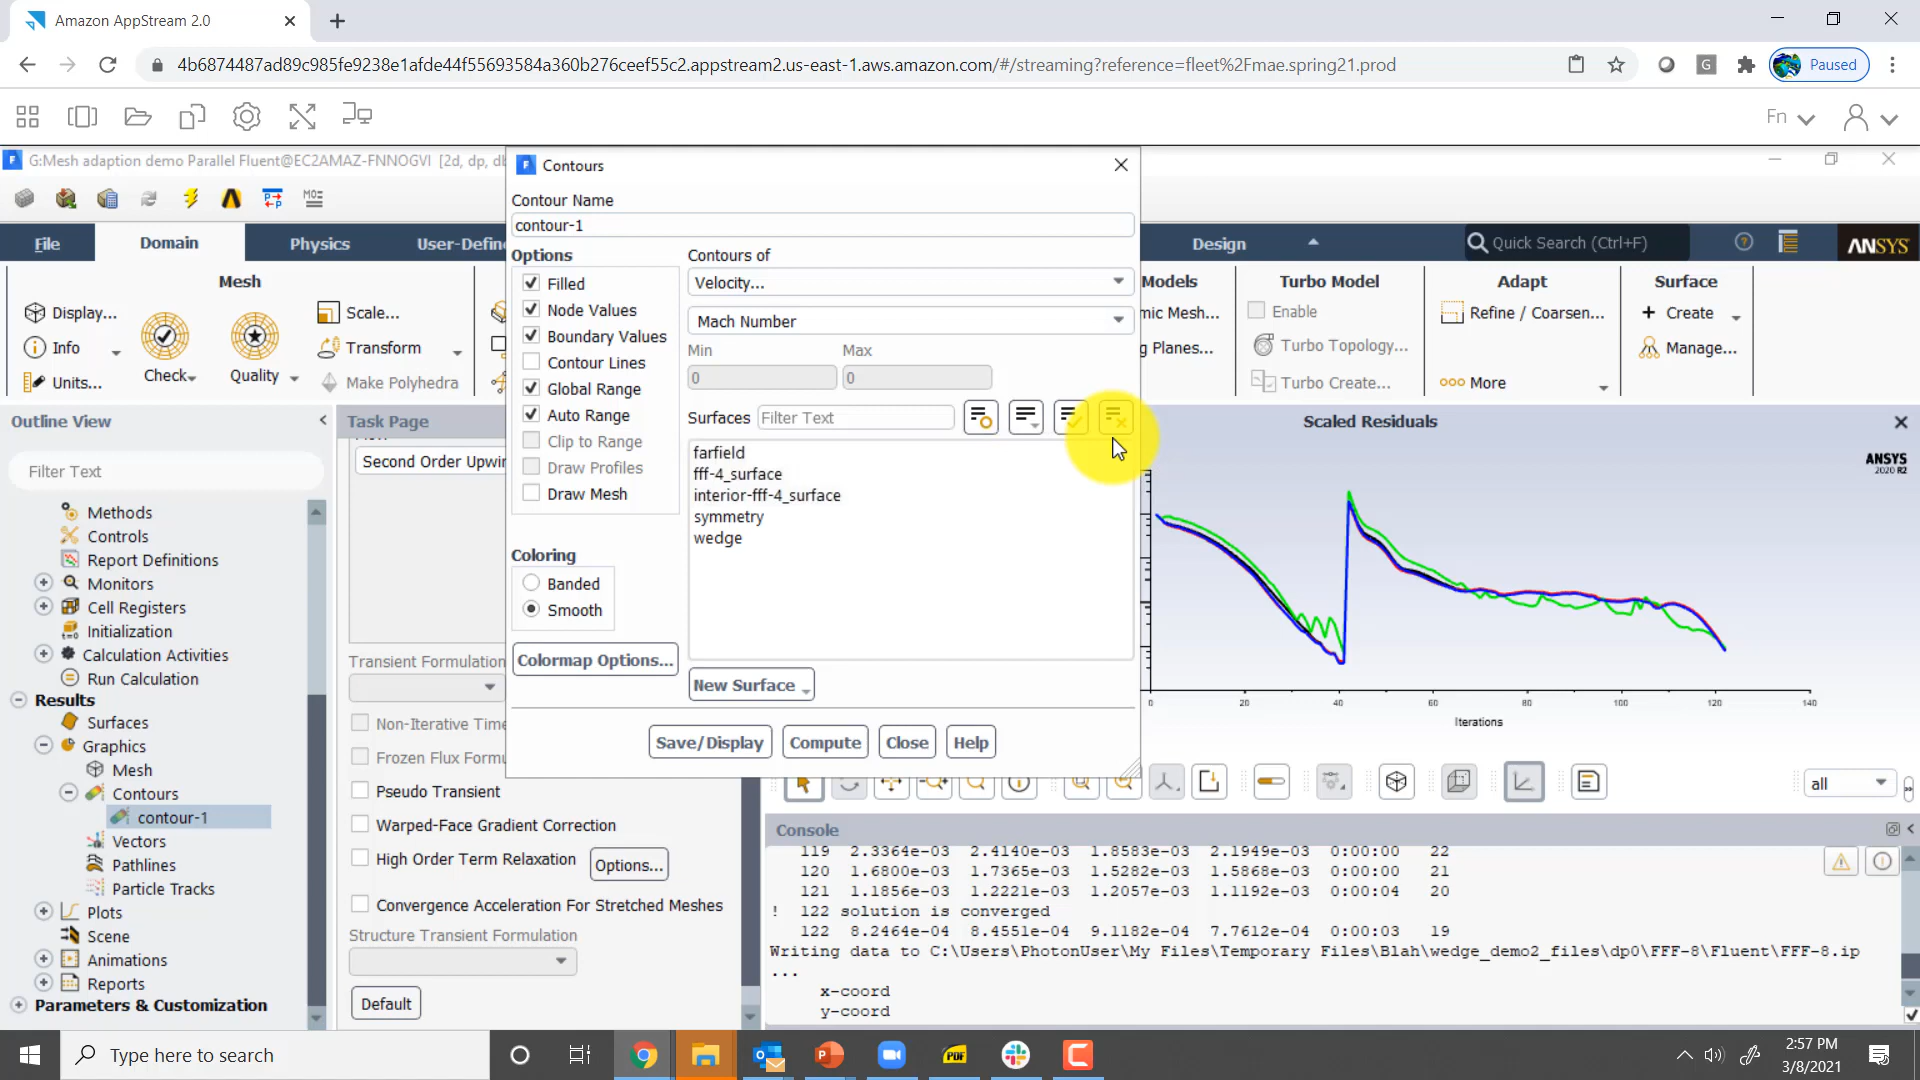 Amazon AppStream 2.0
4b6874487ad89c985fe9238e1afde44f55693584a360b276ceef55c2.appstream2.us-east-1.aws.amazon.com/#/streaming?reference=fleet%2Fmae.spring21.prod
G
Paused
Fn
G:Mesh adaption demo Parallel Fluent@EC2AMAZ-FNNOGVI [2d, dp, db
File
Domain
Physics
User-Defin
Design
Quick Search (Ctrl+F)
ANSYS
Mesh
Display...
Info
Units...
Check
Quality
Scale...
Transform
Make Polyhedra
Models
mic Mesh...
g Planes...
Turbo Model
Enable
Turbo Topology...
Turbo Create...
Adapt
Refine / Coarsen...
More
Surface
Create
Manage...
Outline View
Filter Text
Methods
Controls
Report Definitions
Monitors
Cell Registers
Initialization
Calculation Activities
Run Calculation
Results
Surfaces
Graphics
Mesh
Contours
contour-1
Vectors
Pathlines
Particle Tracks
Plots
Scene
Animations
Reports
Parameters & Customization
Task Page
Second Order Upwin
Transient Formulation
Non-Iterative Time
Frozen Flux Formu
Pseudo Transient
Warped-Face Gradient Correction
High Order Term Relaxation
Options...
Convergence Acceleration For Stretched Meshes
Structure Transient Formulation
Default
Contours
Contour Name
contour-1
Options
Filled
Node Values
Boundary Values
Contour Lines
Global Range
Auto Range
Clip to Range
Draw Profiles
Draw Mesh
Coloring
Banded
Smooth
Colormap Options...
Contours of
Velocity...
Mach Number
Min
Max
0
0
Surfaces
Filter Text
farfield
fff-4_surface
interior-fff-4_surface
symmetry
wedge
New Surface
Save/Display
Compute
Close
Help
Scaled Residuals
ANSYS
2020 R2
0 20 40 60 80 100 120 140
Iterations
all
Console
119 2.3364e-03 2.4140e-03 1.8583e-03 2.1949e-03 0:00:00 22
120 1.6800e-03 1.7365e-03 1.5282e-03 1.5868e-03 0:00:00 21
121 1.1856e-03 1.2221e-03 1.2057e-03 1.1192e-03 0:00:04 20
! 122 solution is converged
122 8.2464e-04 8.4551e-04 9.1182e-04 7.7612e-04 0:00:03 19
Writing data to C:\Users\PhotonUser\My Files\Temporary Files\Blah\wedge_demo2_files\dp0\FFF-8\Fluent\FFF-8.ip
...
x-coord
y-coord
Type here to search
PDF
2:57 PM
3/8/2021